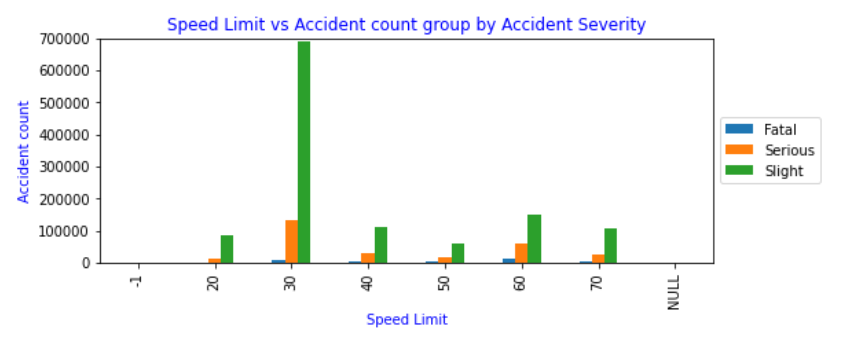 Speed Limit vs Accident count group by Accident Severity
700000
600000
500000
400000
300000
200000
100000
0
Accident count
-1
20
30
40
50
60
70
NULL
Speed Limit
Fatal
Serious
Slight